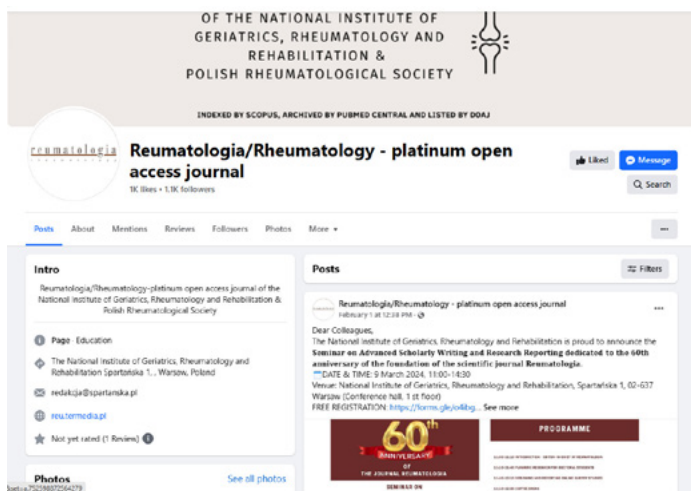 OF THE NATIONAL INSTITUTE OF
GERIATRICS, RHEUMATOLOGY AND
REHABILITATION &
POLISH RHEUMATOLOGICAL SOCIETY
INDEXED BY SCOPUS, ARCHIVED BY PUBMED CENTRAL AND LISTED BY DOAJ
reumatologia
Reumatologia/Rheumatology - platinum open
access journal
1K likes • 1.1K followers
Liked
Message
Search
Posts About Mentions Reviews Followers Photos More
Intro
Reumatologia/Rheumatology-platinum open access journal of the
National Institute of Geriatrics, Rheumatology and Rehabilitation &
Polish Rheumatological Society
Page · Education
The National Institute of Geriatrics, Rheumatology and
Rehabilitation Spartańska 1, , Warsaw, Poland
redakcja@spartanska.pl
reu.termedia.pl
Not yet rated (1 Review)
Photos
See all photos
Posts
Filters
Reumatologia/Rheumatology - platinum open access journal
February 1 at 12:38 PM ·
Dear Colleagues,
The National Institute of Geriatrics, Rheumatology and Rehabilitation is proud to announce the
Seminar on Advanced Scholarly Writing and Research Reporting dedicated to the 60th
anniversary of the foundation of the scientific journal Reumatologia.
DATE & TIME: 9 March 2024, 11:00-14:30
Venue: National Institute of Geriatrics, Rheumatology and Rehabilitation, Spartańska 1, 02-637
Warsaw (Conference hall, 1 st floor)
FREE REGISTRATION: https://forms.gle/ ... See more
60th
ANNIVERSARY
OF
THE JOURNAL REUMATOLOGIA
SEMINAR ON
PROGRAMME